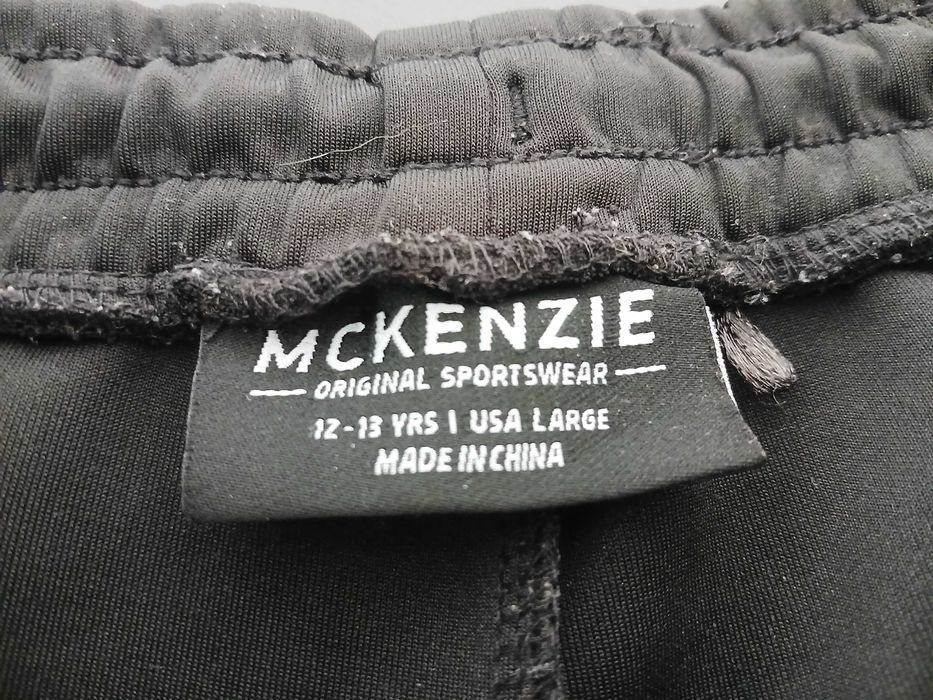 MCKENZIE
ORIGINAL SPORTSWEAR
12-13 YRS | USA LARGE
MADE IN CHINA